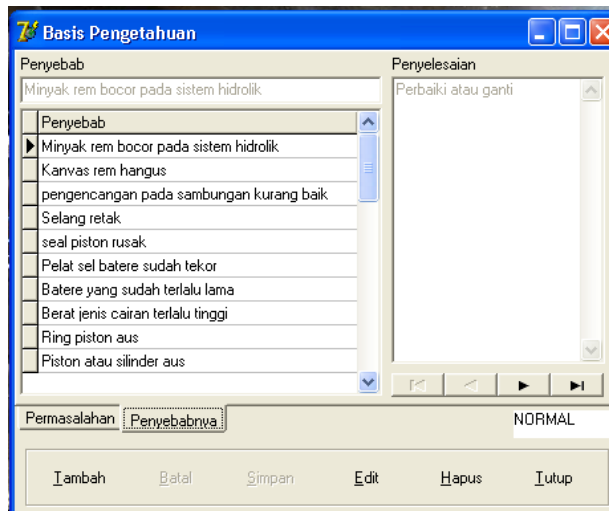 Basis Pengetahuan
Penyebab
Penyelesaian
Minyak rem bocor pada sistem hidrolik
Perbaiki atau ganti
Penyebab
Minyak rem bocor pada sistem hidrolik
Kanvas rem hangus
pengencangan pada sambungan kurang baik
Selang retak
seal piston rusak
Pelat sel batere sudah tekor
Batere yang sudah terlalu lama
Berat jenis cairan terlalu tinggi
Ring piston aus
Piston atau silinder aus
Permasalahan Penyebabnya
NORMAL
Tambah Batal Simpan Edit Hapus Tutup